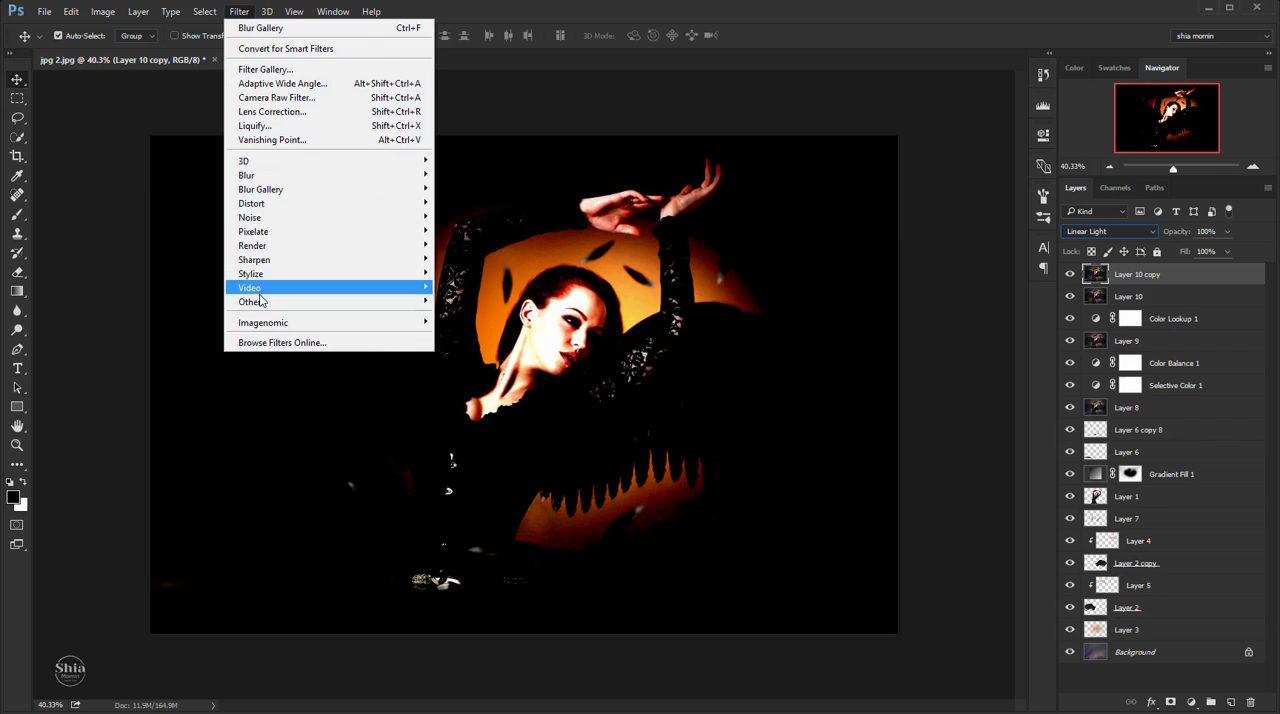 Ps File Edit Image Layer Type Select Filter 3D View Window Help
Auto-Select: Group Show Transf 3D Mode: shia momin
jpg 2.jpg @ 40.3% (Layer 10 copy, RGB/8) *
Blur Gallery Ctrl+F
Convert for Smart Filters
Filter Gallery...
Adaptive Wide Angle... Alt+Shift+Ctrl+A
Camera Raw Filter... Shift+Ctrl+A
Lens Correction... Shift+Ctrl+R
Liquify... Shift+Ctrl+X
Vanishing Point... Alt+Ctrl+V
3D
Blur
Blur Gallery
Distort
Noise
Pixelate
Render
Sharpen
Stylize
Video
Other
Imagenomic
Browse Filters Online...
Color Swatches Navigator
40.33%
Layers Channels Paths
Kind
Linear Light Opacity: 100%
Lock: Fill: 100%
Layer 10 copy
Layer 10
Color Lookup 1
Layer 9
Color Balance 1
Selective Color 1
Layer 8
Layer 6 copy 8
Layer 6
Gradient Fill 1
Layer 1
Layer 7
Layer 4
Layer 2 copy
Layer 5
Layer 2
Layer 3
Background
Shia
Momin
40.33% Doc: 11.9M/164.9M